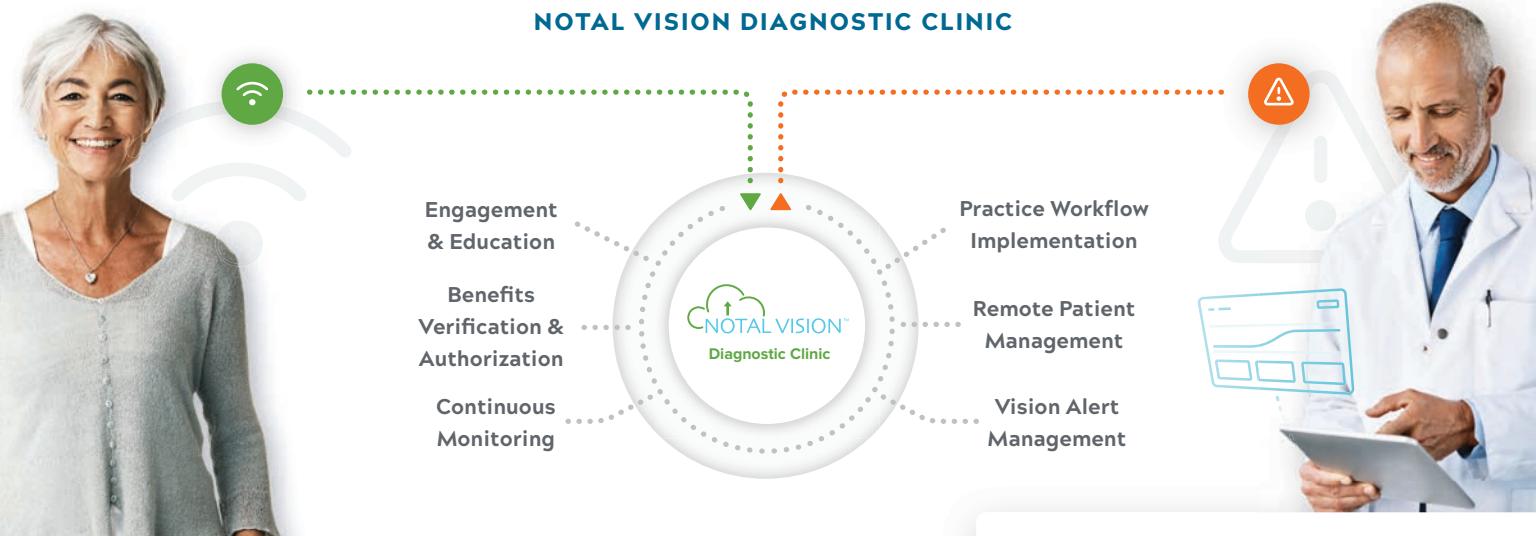 NOTAL VISION DIAGNOSTIC CLINIC
Engagement
& Education
Benefits
Verification &
Authorization
Continuous
Monitoring
NOTAL VISION™
Diagnostic Clinic
Practice Workflow
Implementation
Remote Patient
Management
Vision Alert
Management